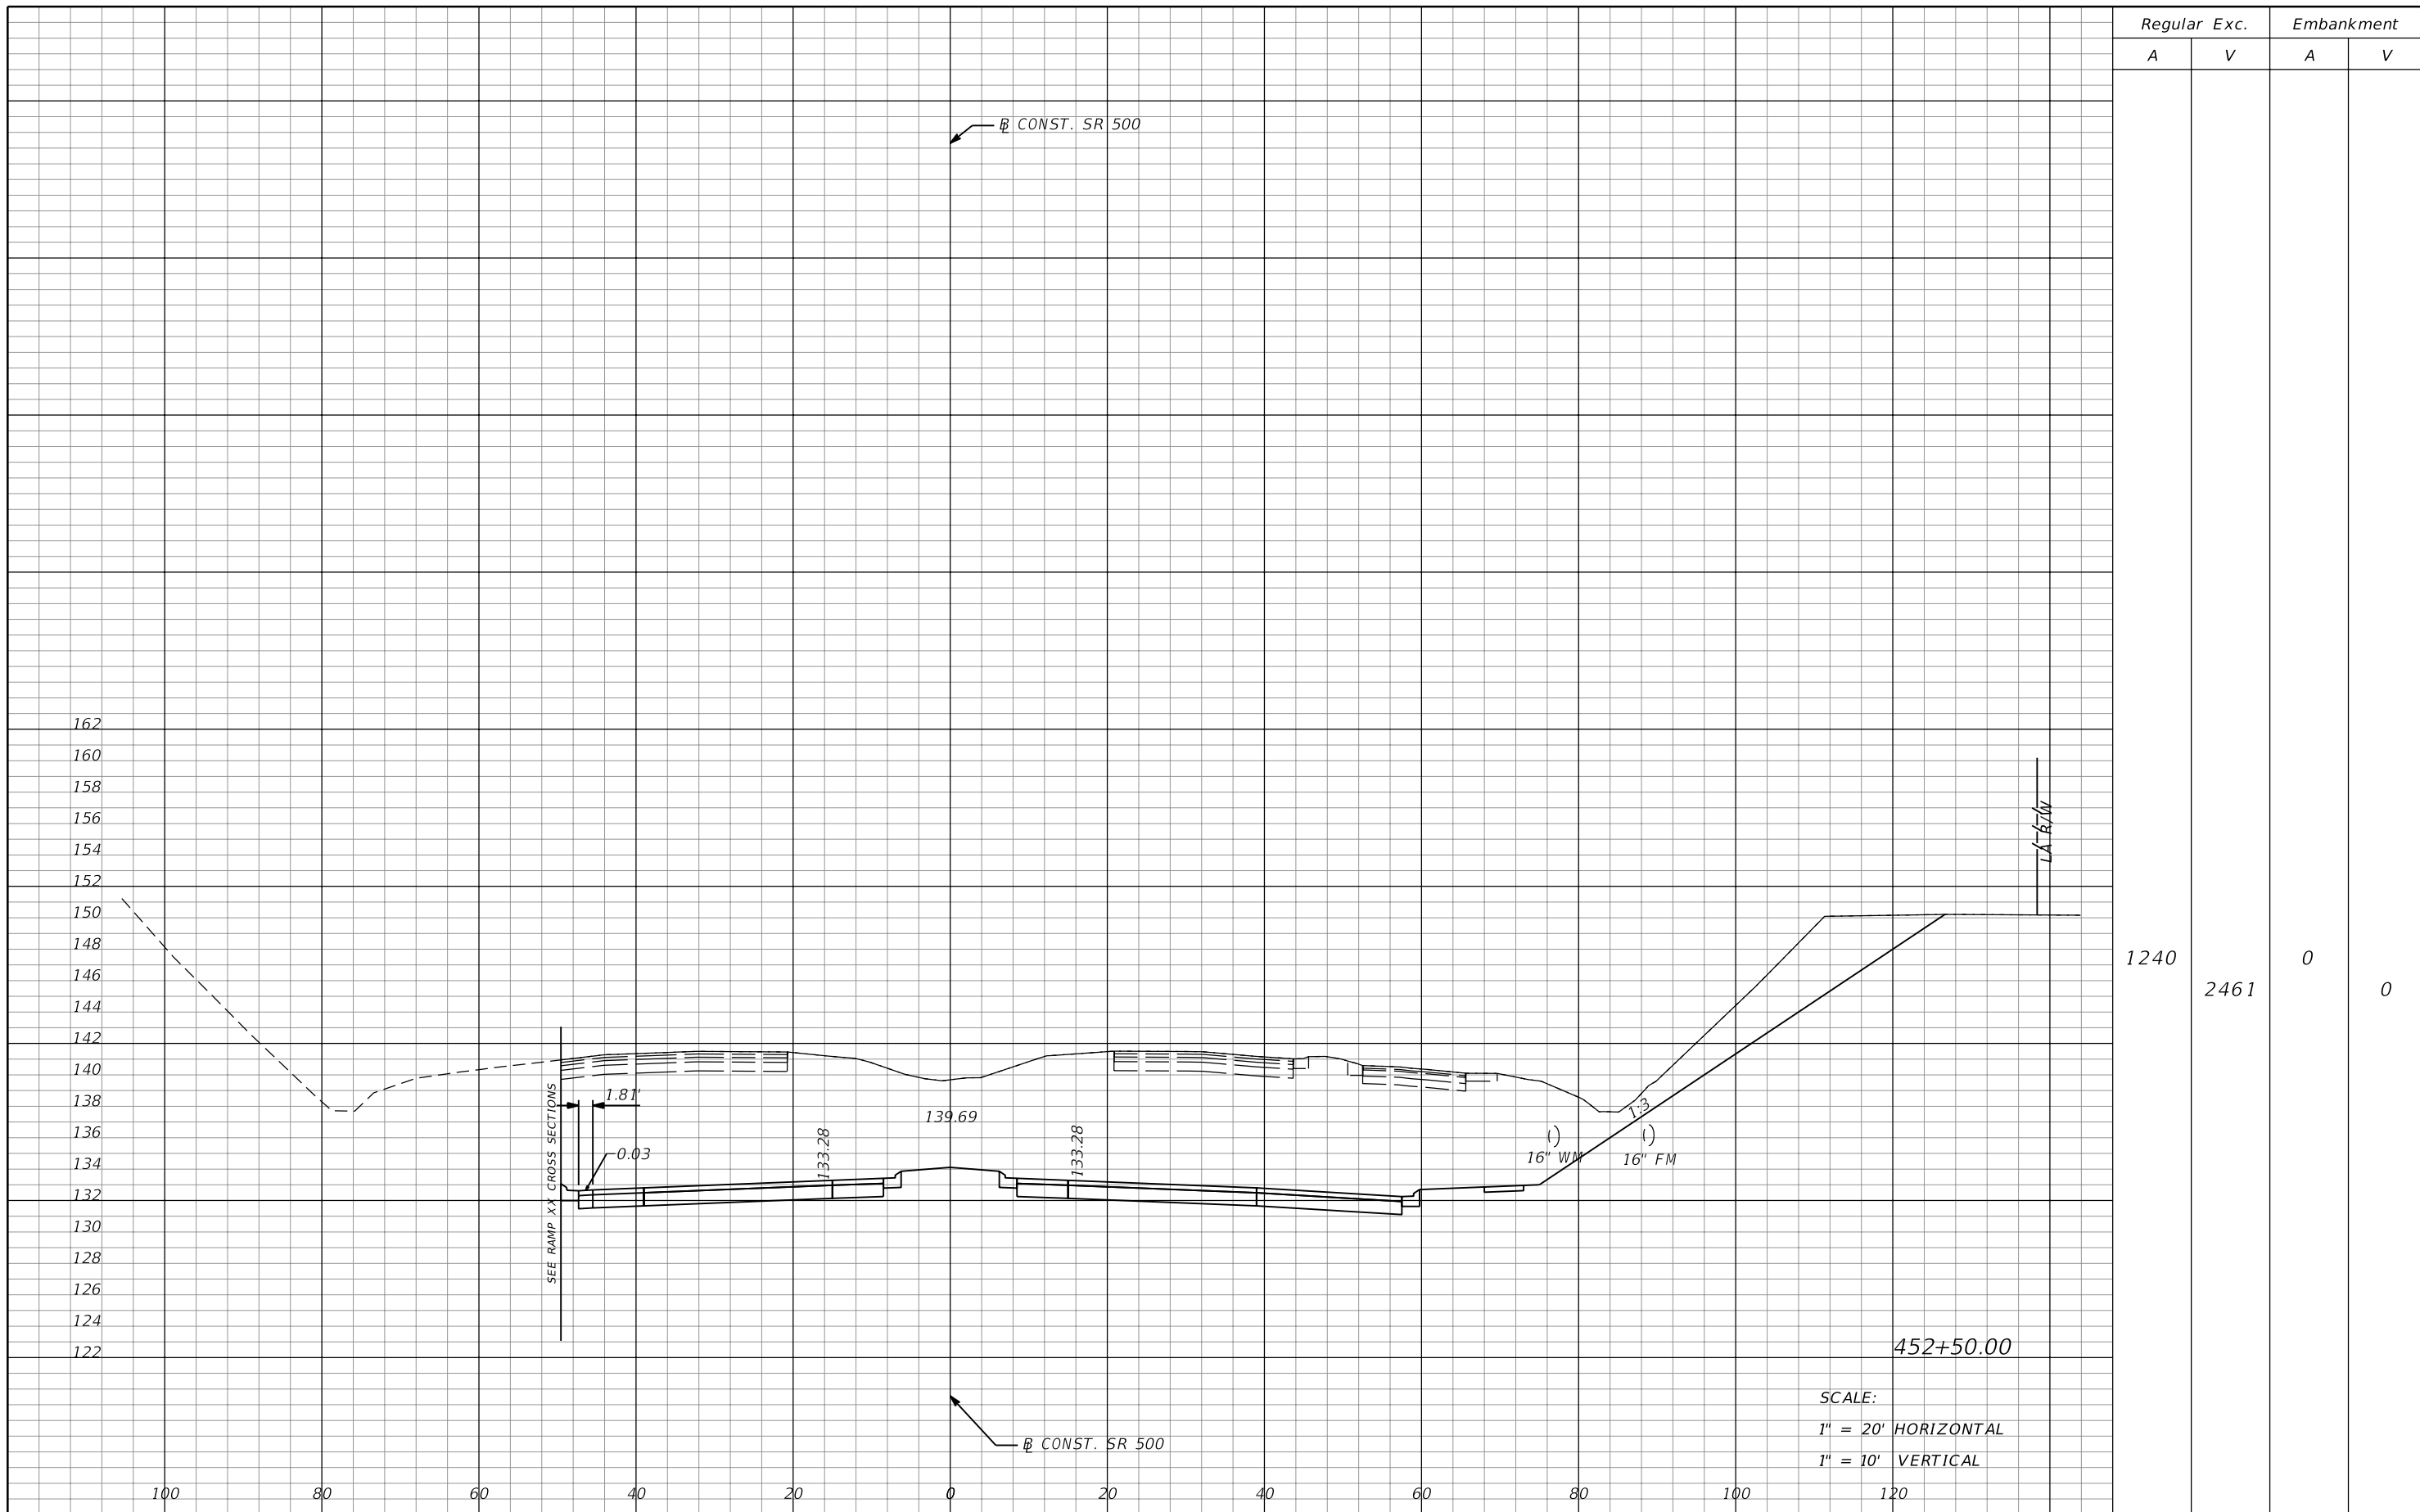 Regular Exc. Embankment
A V A V
℄ CONST. SR 500
162
160
158
156
154
152
150
148
146
144
142
140
138
136
134
132
130
128
126
124
122
LA R/W
1240 0
2461 0
SEE RAMP XX CROSS SECTIONS
1.81'
-0.03
133.28
139.69
133.28
1:3
16" WM
16" FM
452+50.00
SCALE:
1" = 20' HORIZONTAL
1" = 10' VERTICAL
℄ CONST. SR 500
100 80 60 40 20 0 20 40 60 80 100 120